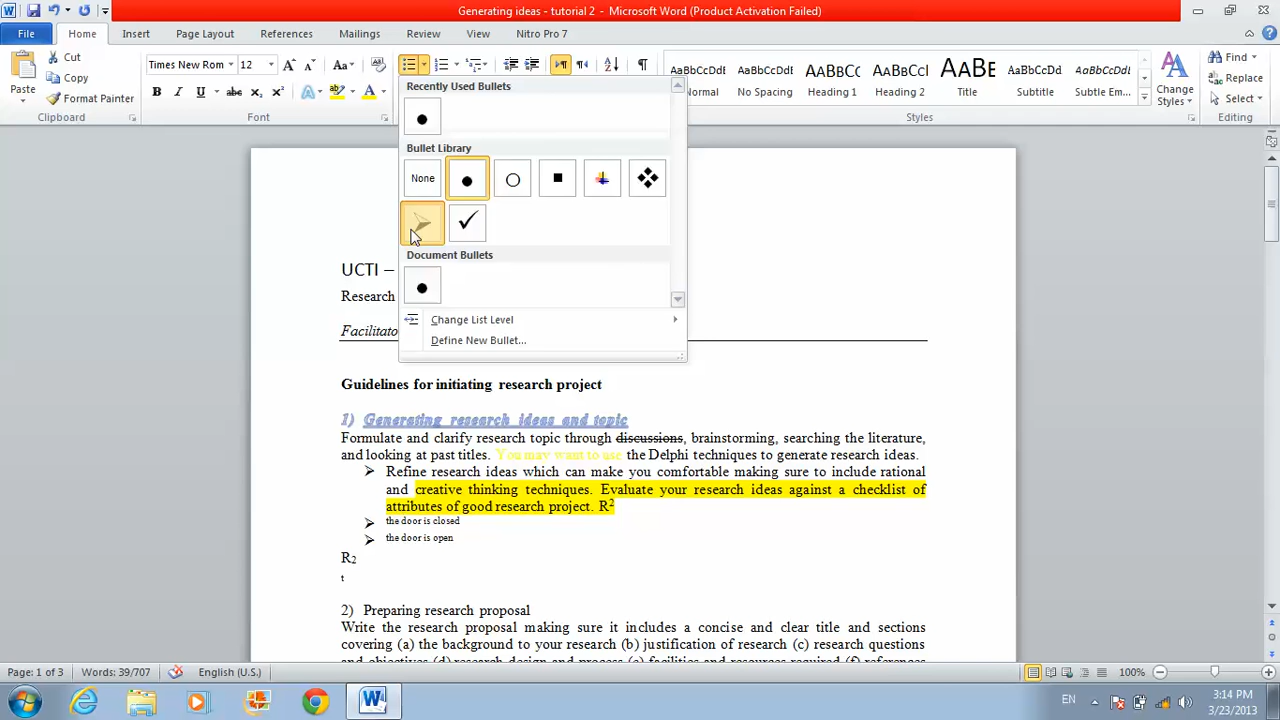 Generating ideas - tutorial 2 - Microsoft Word (Product Activation Failed)
File Home Insert Page Layout References Mailings Review View Nitro Pro 7
Paste
Cut
Copy
Format Painter
Clipboard
Times New Rom 12 Aa
B I U abc x₂ x² A ab A
Font
AaBbCcDdl AaBbCcDdl AaBbC( AaBbCc AaBb AaBbCcDd AaBbCcDd
Normal No Spacing Heading 1 Heading 2 Title Subtitle Subtle Em...
Change Styles
Styles
Find
Replace
Select
Editing
Recently Used Bullets
Bullet Library
None
Document Bullets
Change List Level
Define New Bullet...
UCTI –
Research
Facilitato
Guidelines for initiating research project
1) Generating research ideas and topic
Formulate and clarify research topic through discussions, brainstorming, searching the literature,
and looking at past titles. You may want to use the Delphi techniques to generate research ideas.
➢ Refine research ideas which can make you comfortable making sure to include rational
and creative thinking techniques. Evaluate your research ideas against a checklist of
attributes of good research project. R²
➢ the door is closed
➢ the door is open
R₂
t
2) Preparing research proposal
Write the research proposal making sure it includes a concise and clear title and sections
covering (a) the background to your research (b) justification of research (c) research questions
and objectives (d) research design and process (e) facilities and resources required (f) references
Page: 1 of 3 Words: 39/707 English (U.S.) 100%
EN 3:14 PM
3/23/2013